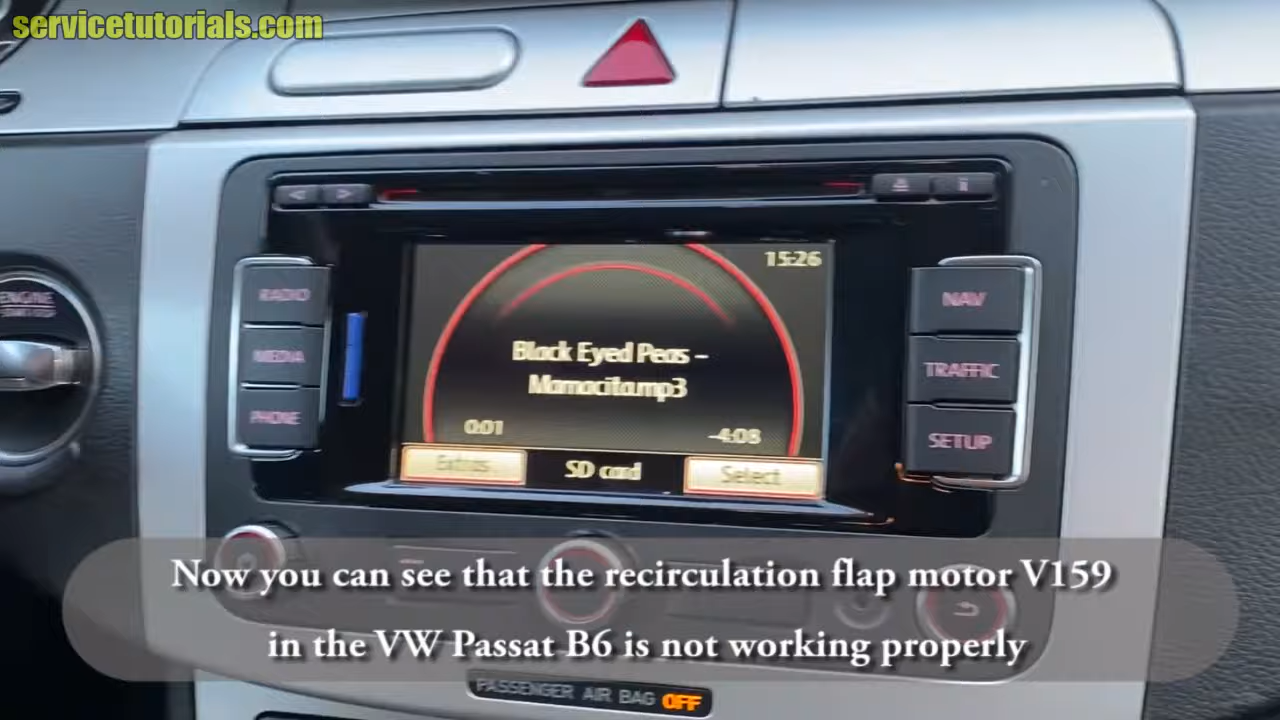 servicetutorials.com
15:26
ENGINE
RADIO
NAV
Black Eyed Peas -
Mamacita.mp3
MEDIA
TRAFFIC
PHONE
0:01
-4:08
SETUP
Extras
SD card
Select
Now you can see that the recirculation flap motor V159
in the VW Passat B6 is not working properly
PASSENGER AIR BAG OFF